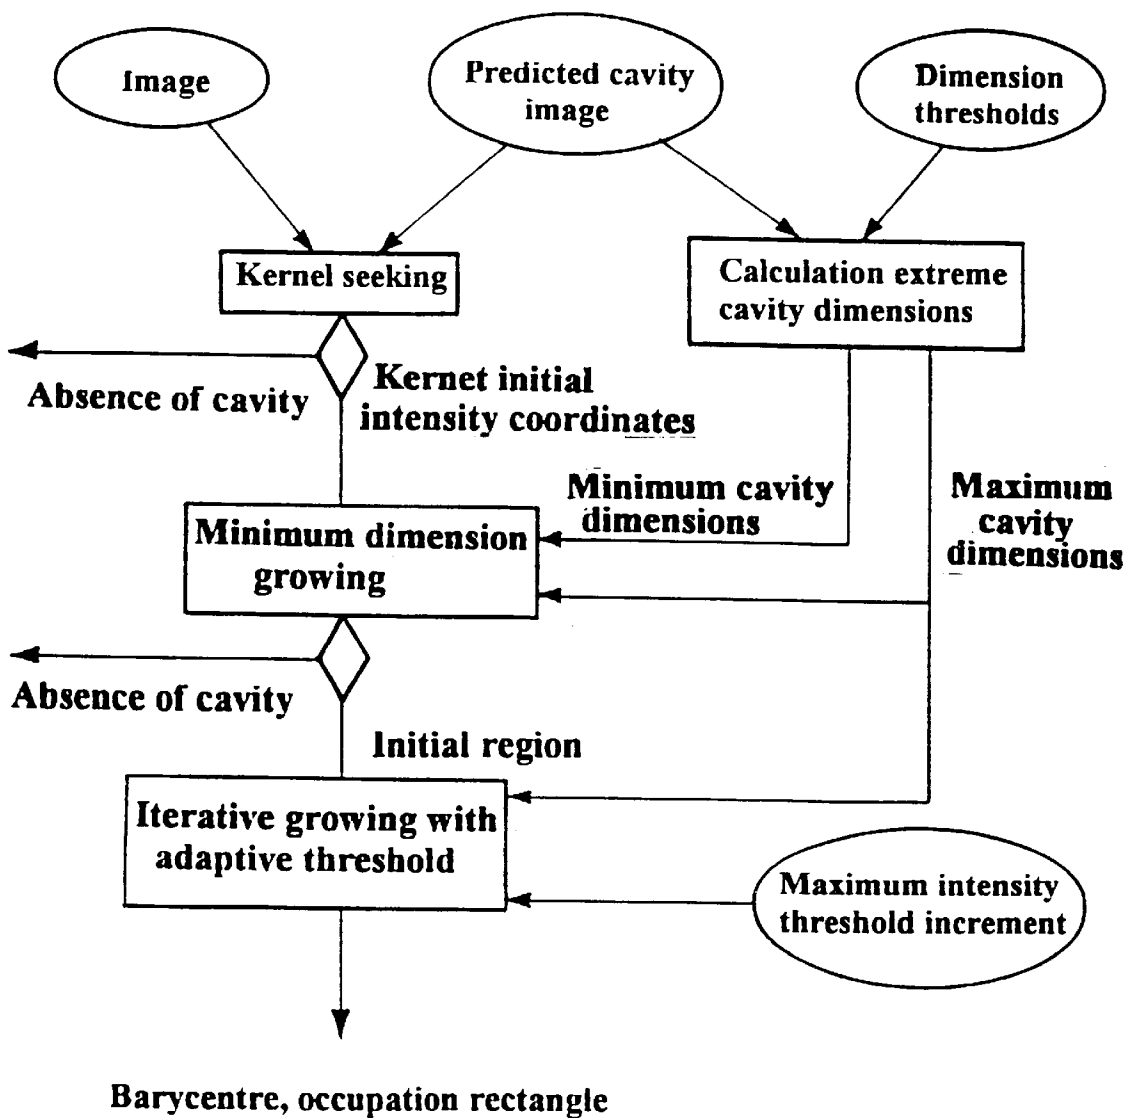 Image
Predicted cavity
image
Dimension
thresholds
Kernel seeking
Calculation extreme
cavity dimensions
Absence of cavity
Kernet initial
intensity coordinates
Minimum cavity
dimensions
Maximum
cavity
dimensions
Minimum dimension
growing
Absence of cavity
Initial region
Iterative growing with
adaptive threshold
Maximum intensity
threshold increment
Barycentre, occupation rectangle